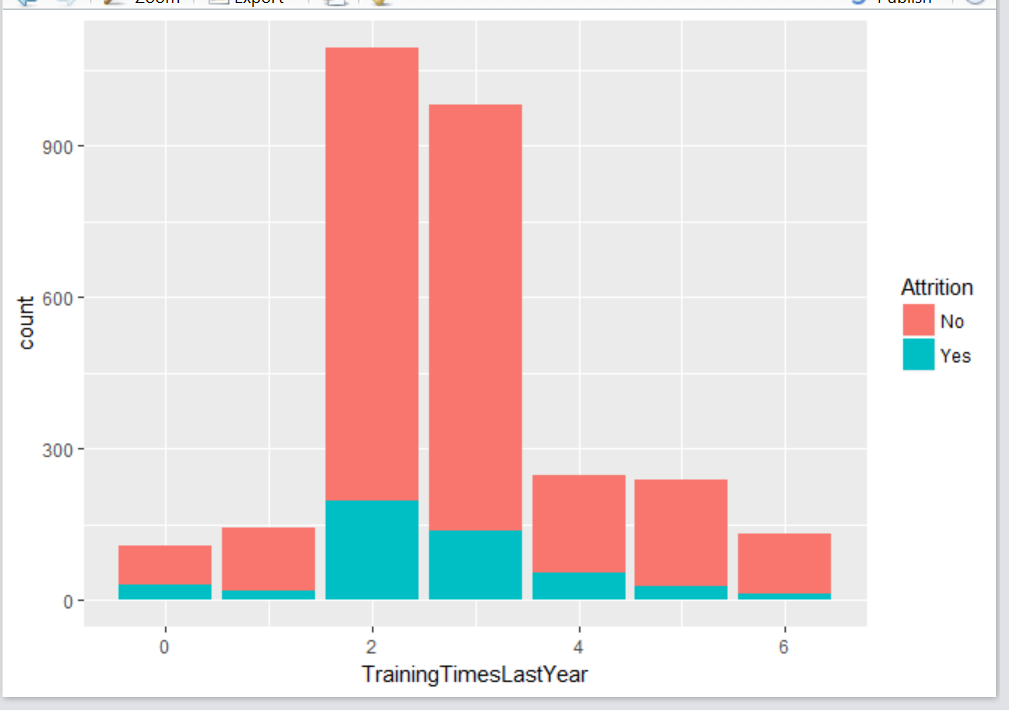 Zoom Export Publish
900
600
300
0
count
0 2 4 6
TrainingTimesLastYear
Attrition
No
Yes